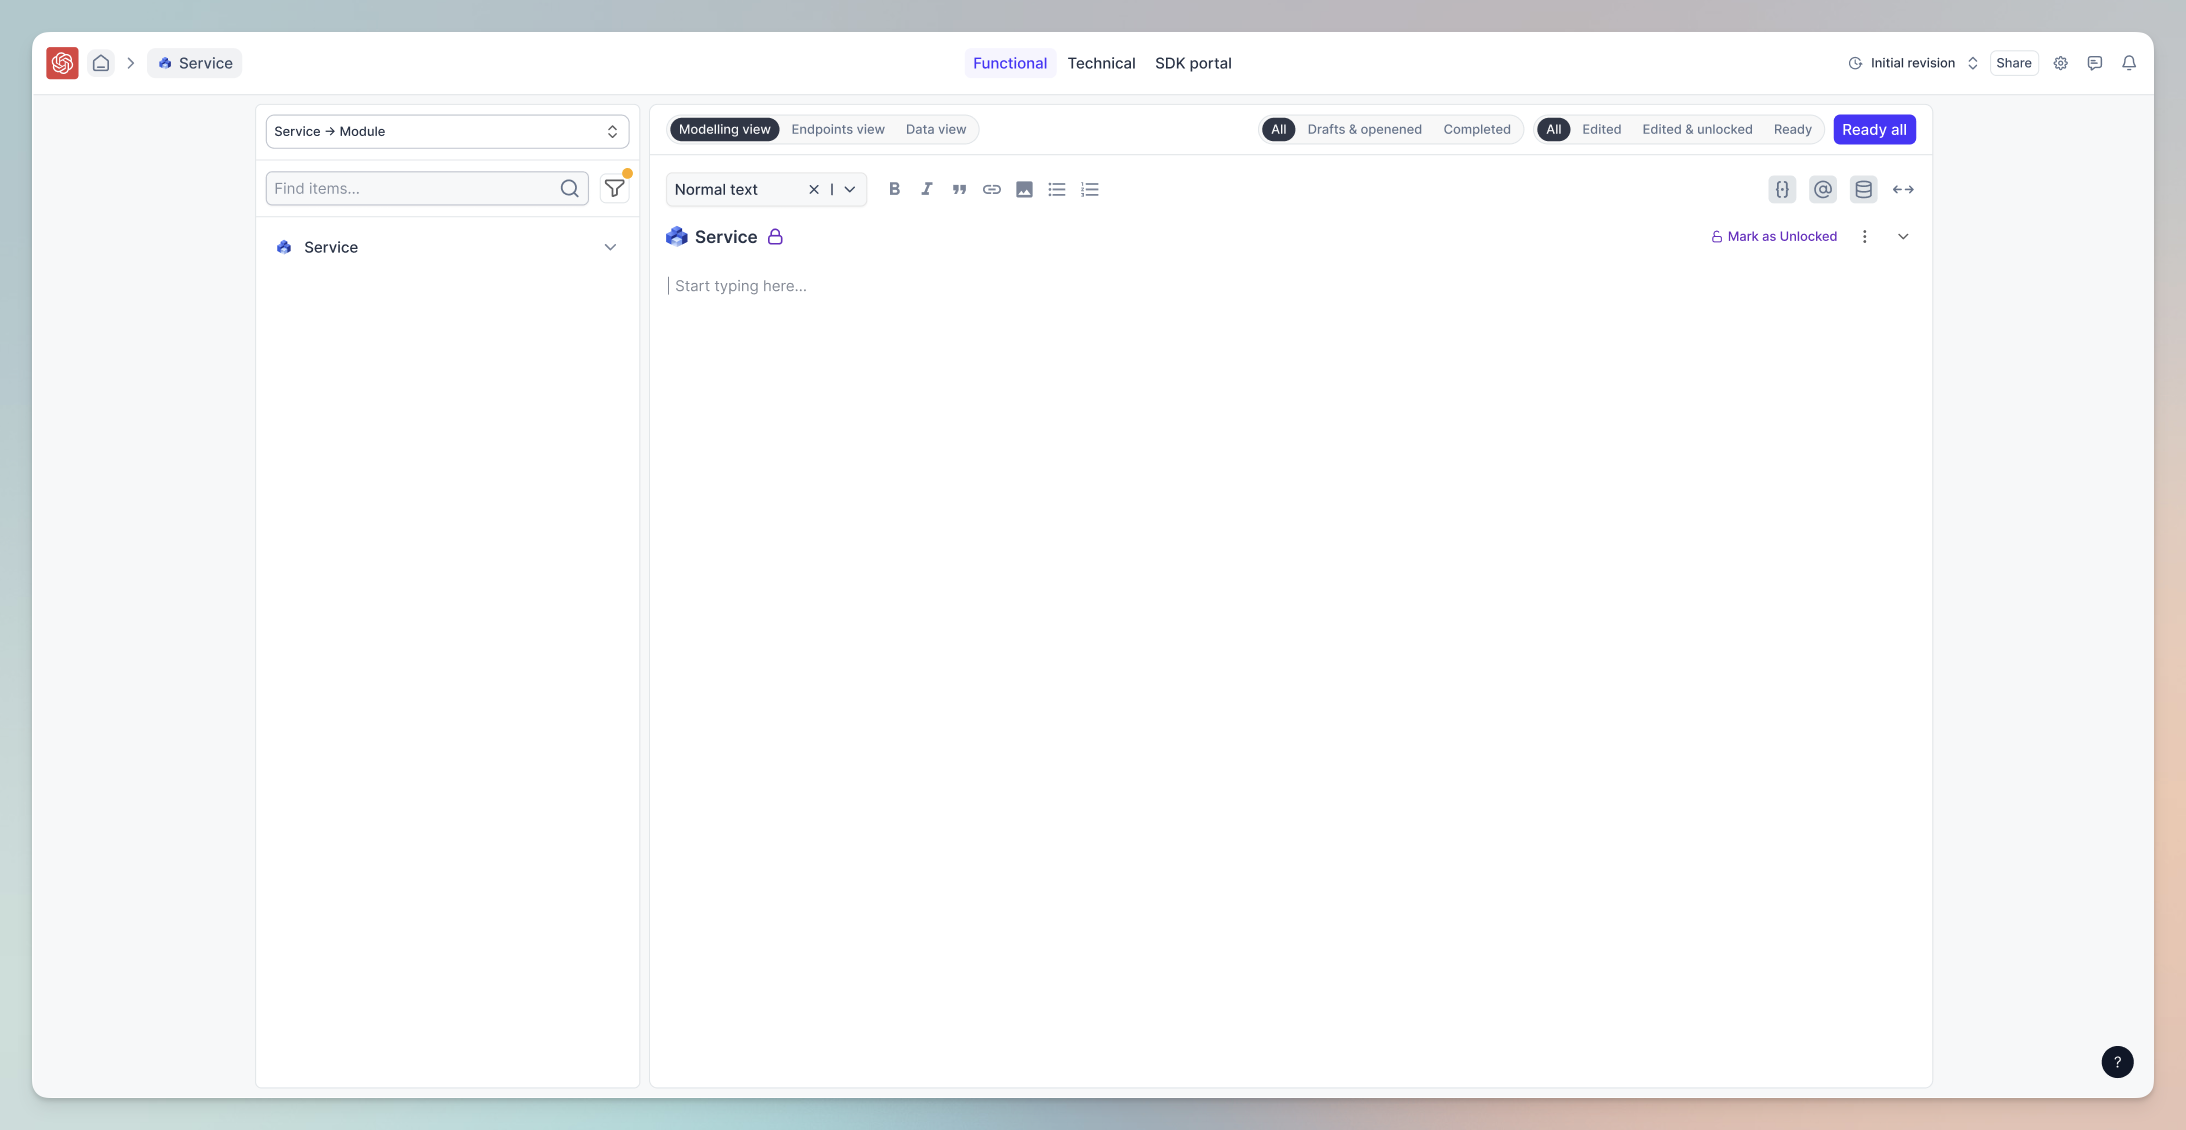 Service
Functional
Technical
SDK portal
Initial revision
Share
Service → Module
Find items...
Service
Modelling view
Endpoints view
Data view
All
Drafts & openened
Completed
All
Edited
Edited & unlocked
Ready
Ready all
Normal text
Service
Mark as Unlocked
Start typing here...
?